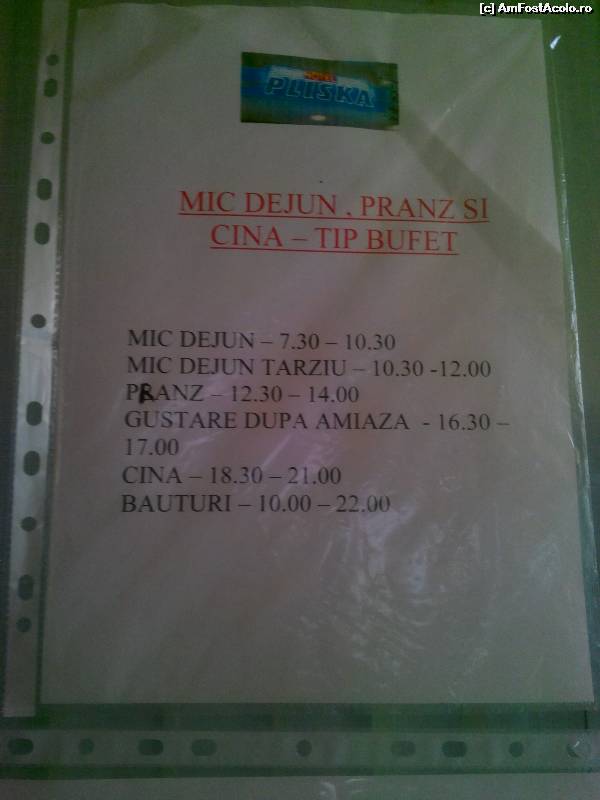 [c] AmFostAcolo.ro
HOTEL
PLISKA
MIC DEJUN , PRANZ SI
CINA – TIP BUFET
MIC DEJUN – 7.30 – 10.30
MIC DEJUN TARZIU – 10.30 -12.00
PRANZ – 12.30 – 14.00
GUSTARE DUPA AMIAZA - 16.30 –
17.00
CINA – 18.30 – 21.00
BAUTURI – 10.00 – 22.00